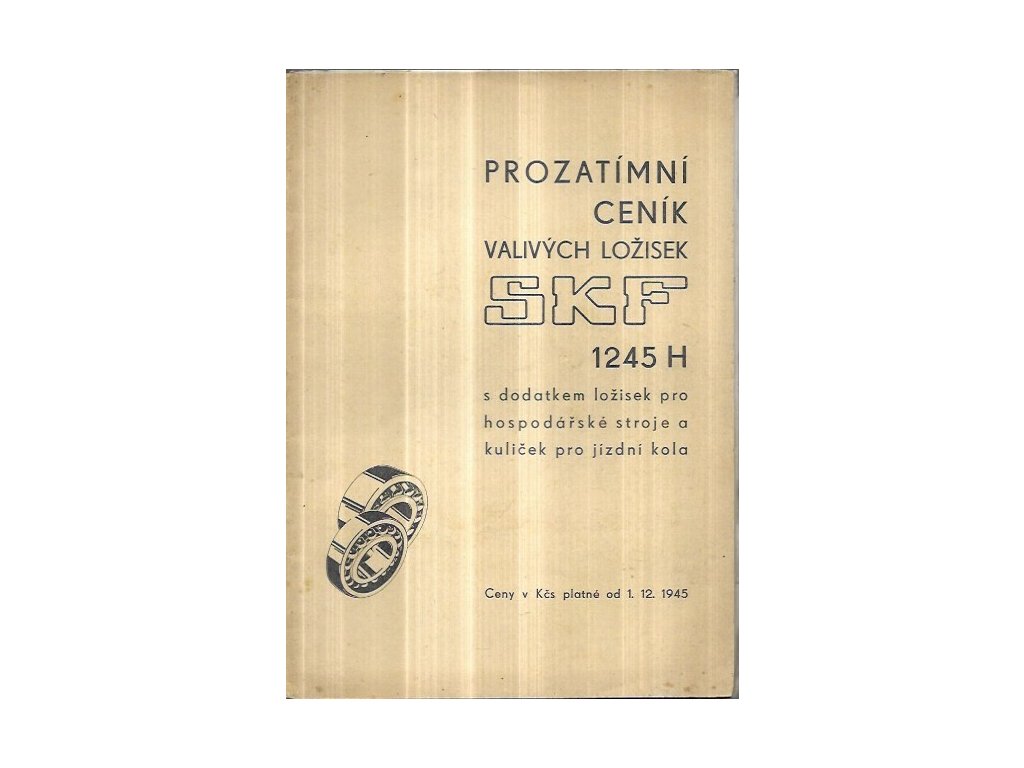 PROZATÍMNÍ
CENÍK
VALIVÝCH LOŽISEK
SKF
1245 H
s dodatkem ložisek pro
hospodářské stroje a
kuliček pro jízdní kola
Ceny v Kčs platné od 1. 12. 1945